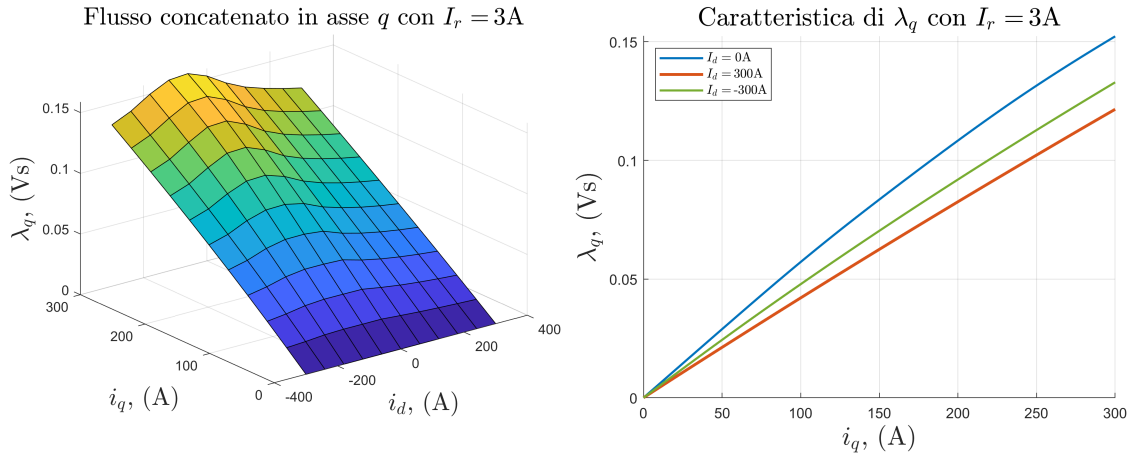 Flusso concatenato in asse q con I_r = 3A
0.15
0.1
0.05
0
λ_q, (Vs)
300
200
100
0
i_q, (A)
-400
-200
0
200
400
i_d, (A)
Caratteristica di λ_q con I_r = 3A
I_d = 0A
I_d = 300A
I_d = -300A
0.15
0.1
0.05
0
λ_q, (Vs)
0
50
100
150
200
250
300
i_q, (A)